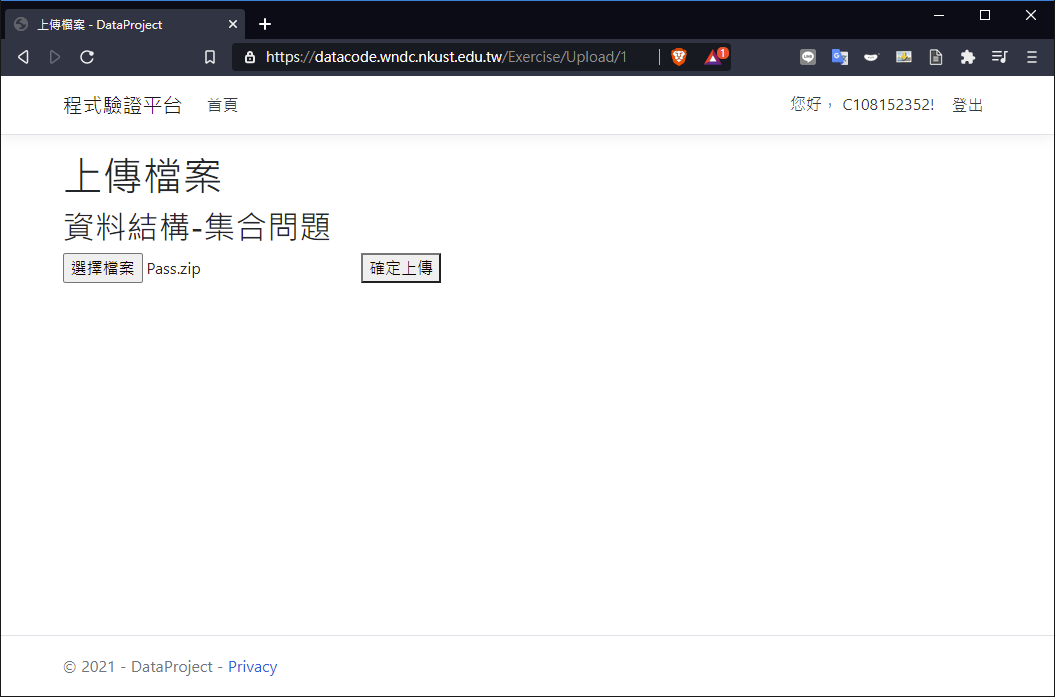 上傳檔案 - DataProject
https://datacode.wndc.nkust.edu.tw/Exercise/Upload/1
1
程式驗證平台 首頁 您好， C108152352! 登出
上傳檔案
資料結構-集合問題
選擇檔案 Pass.zip 確定上傳
© 2021 - DataProject - Privacy